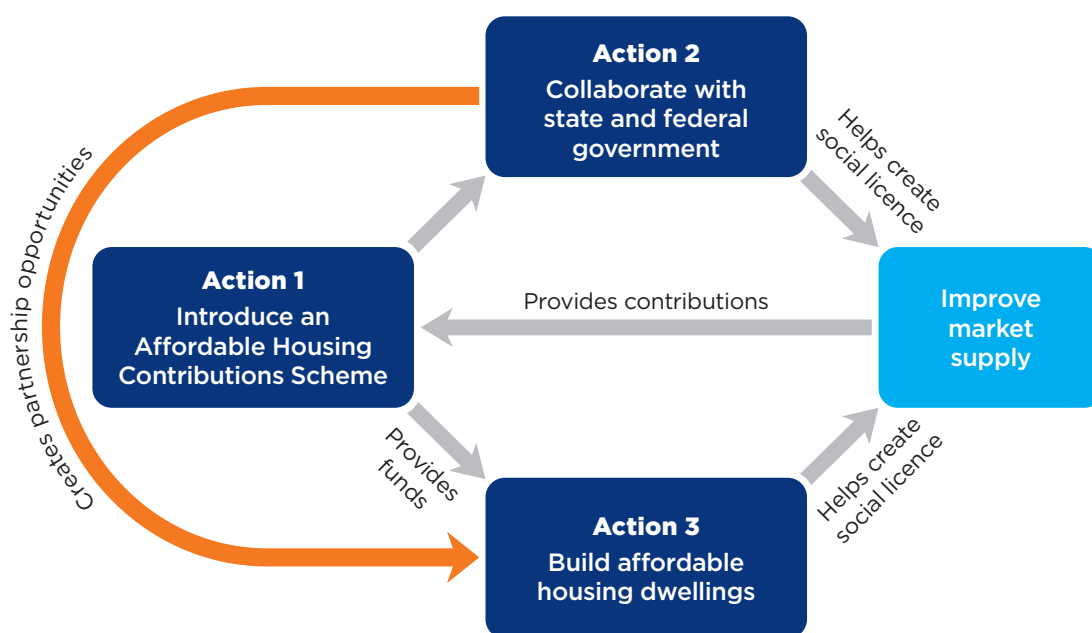 Action 2
Collaborate with
state and federal
government
Helps create
social licence
Creates partnership opportunities
Action 1
Introduce an
Affordable Housing
Contributions Scheme
Provides contributions
Improve
market
supply
Provides
funds
Helps create
social licence
Action 3
Build affordable
housing dwellings